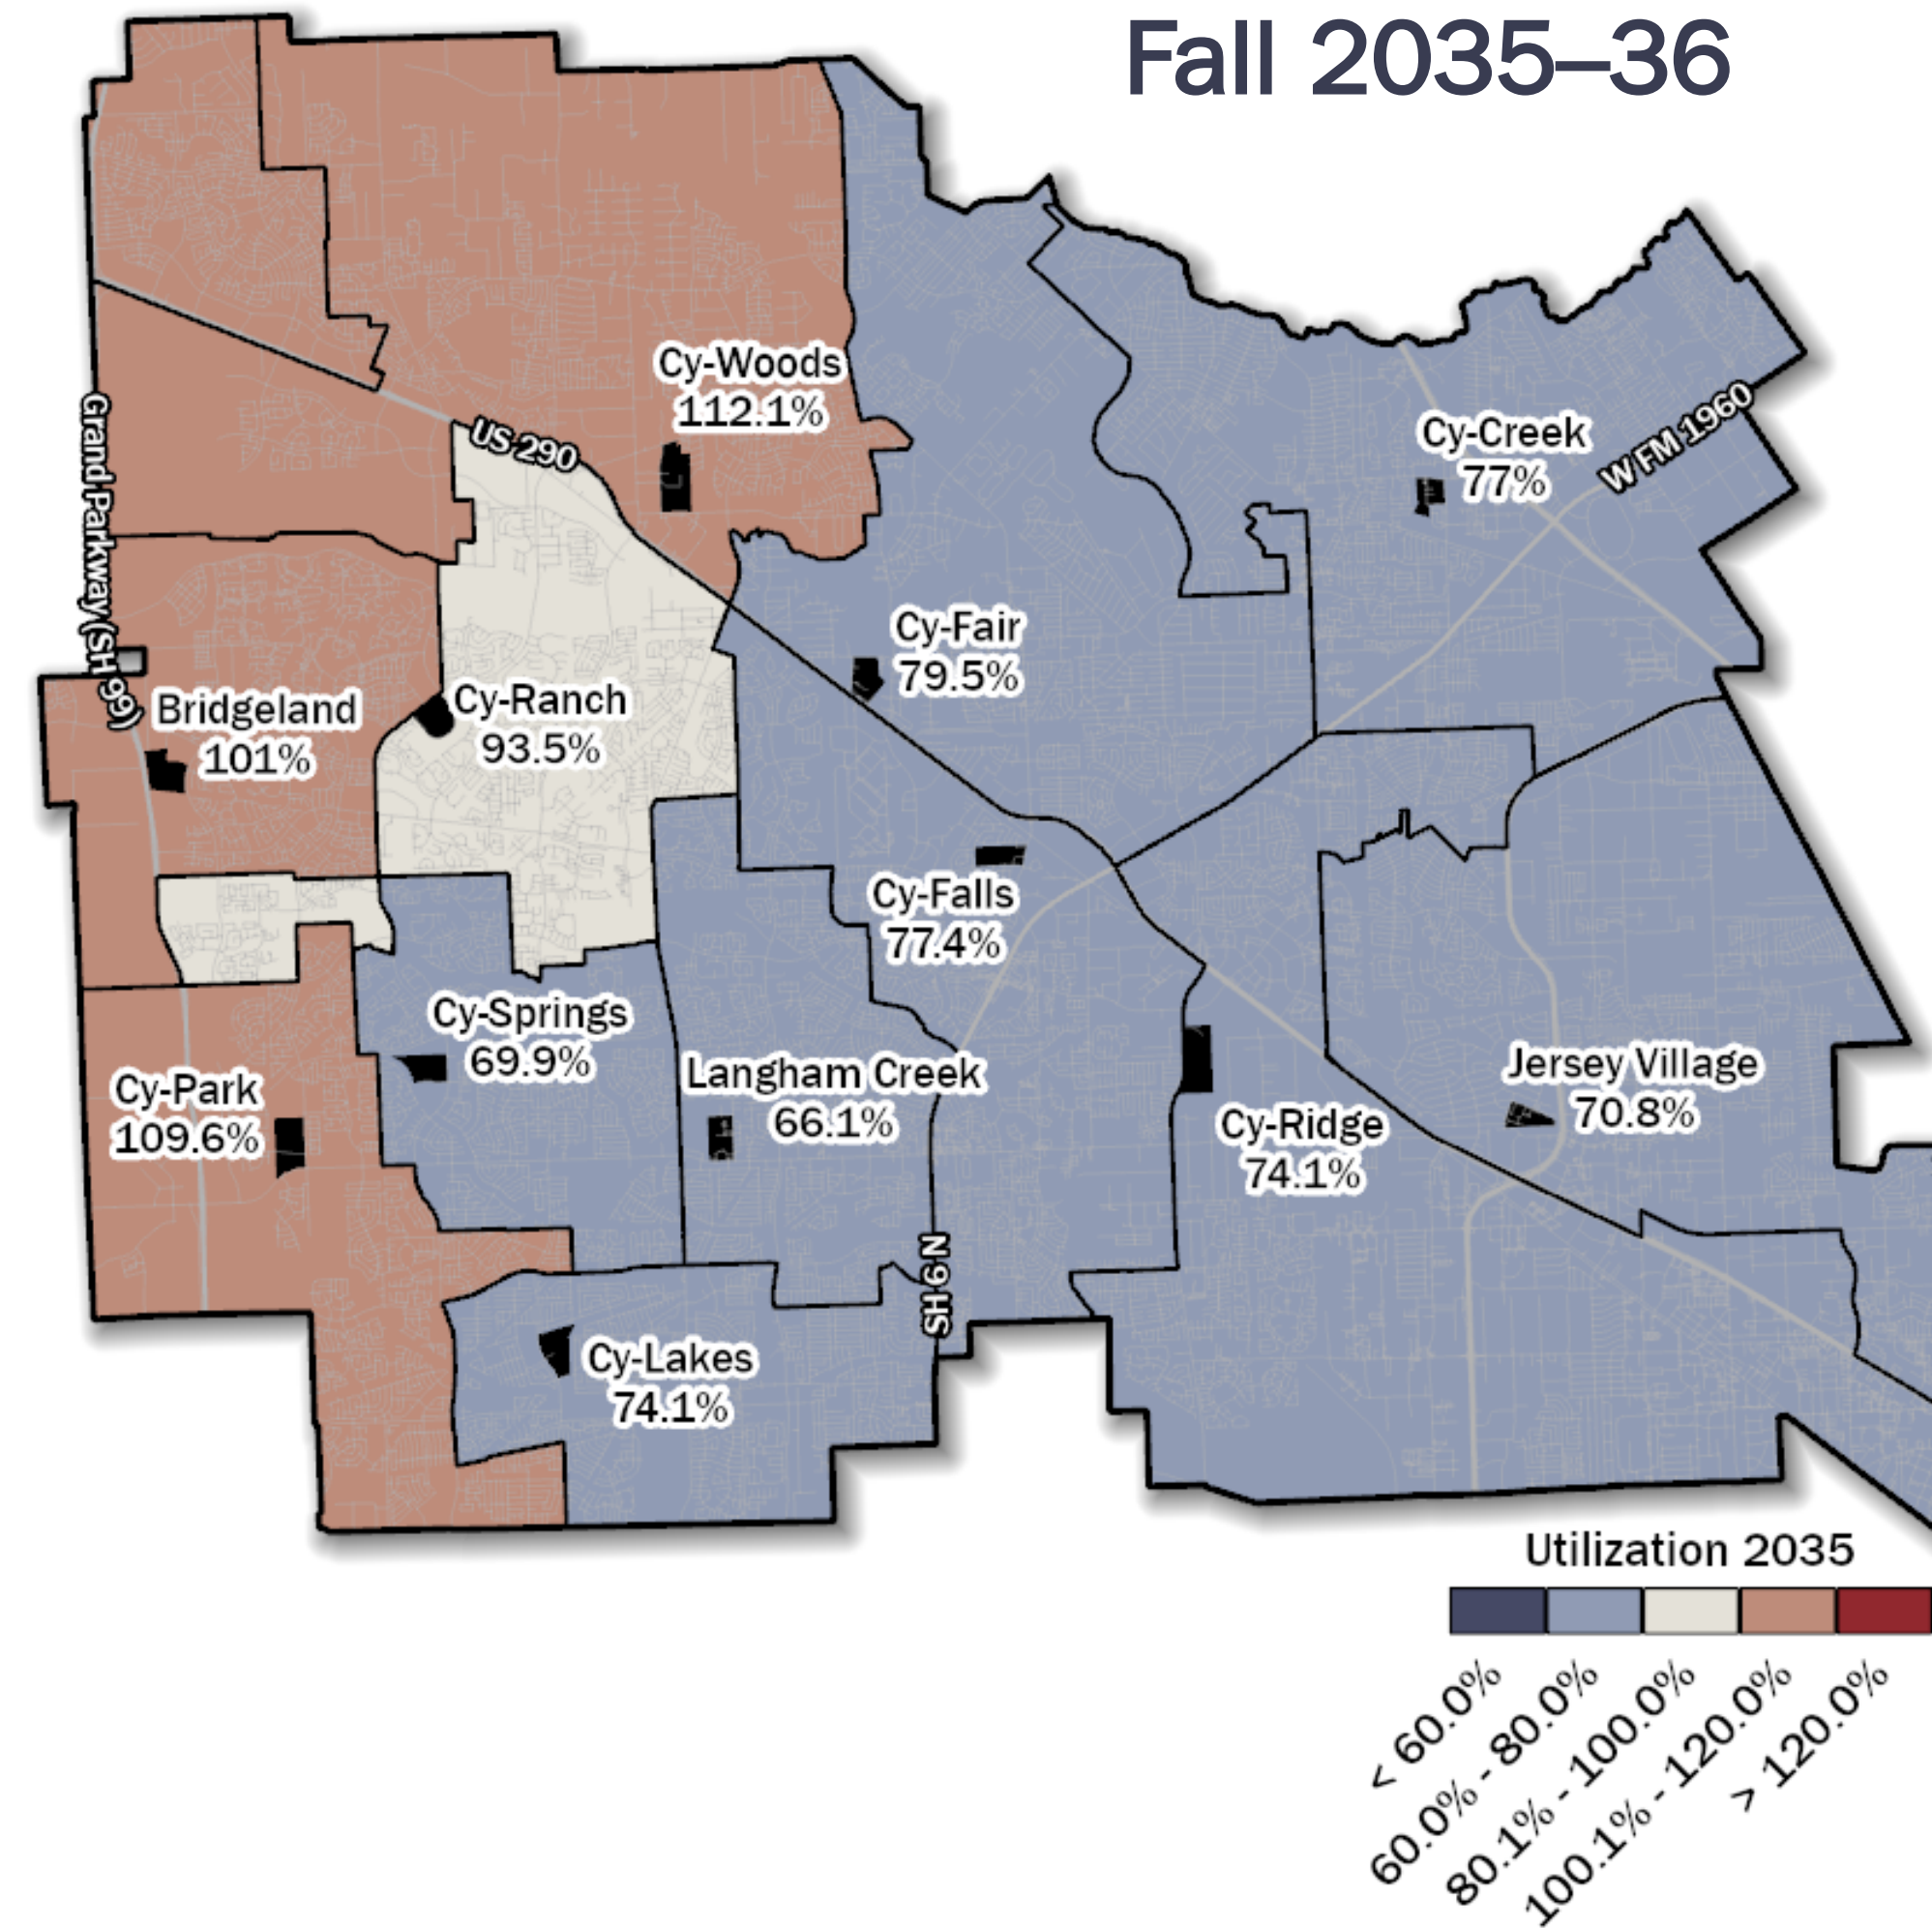 Fall 2035–36
Cy-Woods
112.1%
US 290
Cy-Creek
77%
W FM 1960
Grand Parkway (SH 99)
Cy-Fair
79.5%
Bridgeland
101%
Cy-Ranch
93.5%
Cy-Falls
77.4%
Cy-Springs
69.9%
Langham Creek
66.1%
Jersey Village
70.8%
Cy-Park
109.6%
Cy-Ridge
74.1%
SH 6 N
Cy-Lakes
74.1%
Utilization 2035
< 60.0%
60.0% - 80.0%
80.1% - 100.0%
100.1% - 120.0%
> 120.0%